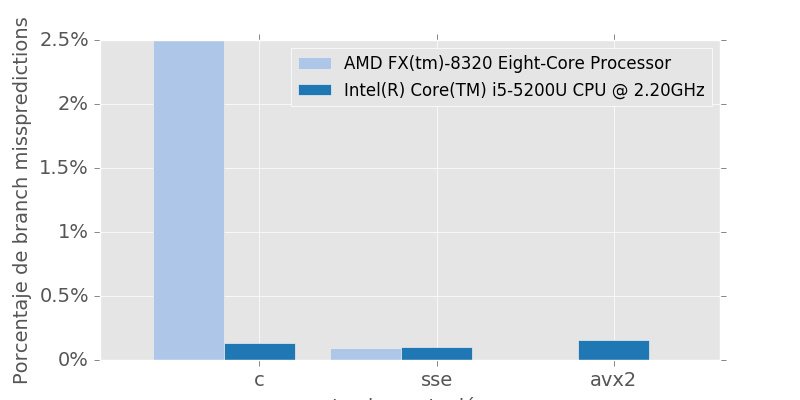 Porcentaje de branch misspredictions
2.5%
2%
1.5%
1%
0.5%
0%
AMD FX(tm)-8320 Eight-Core Processor
Intel(R) Core(TM) i5-5200U CPU @ 2.20GHz
c sse avx2